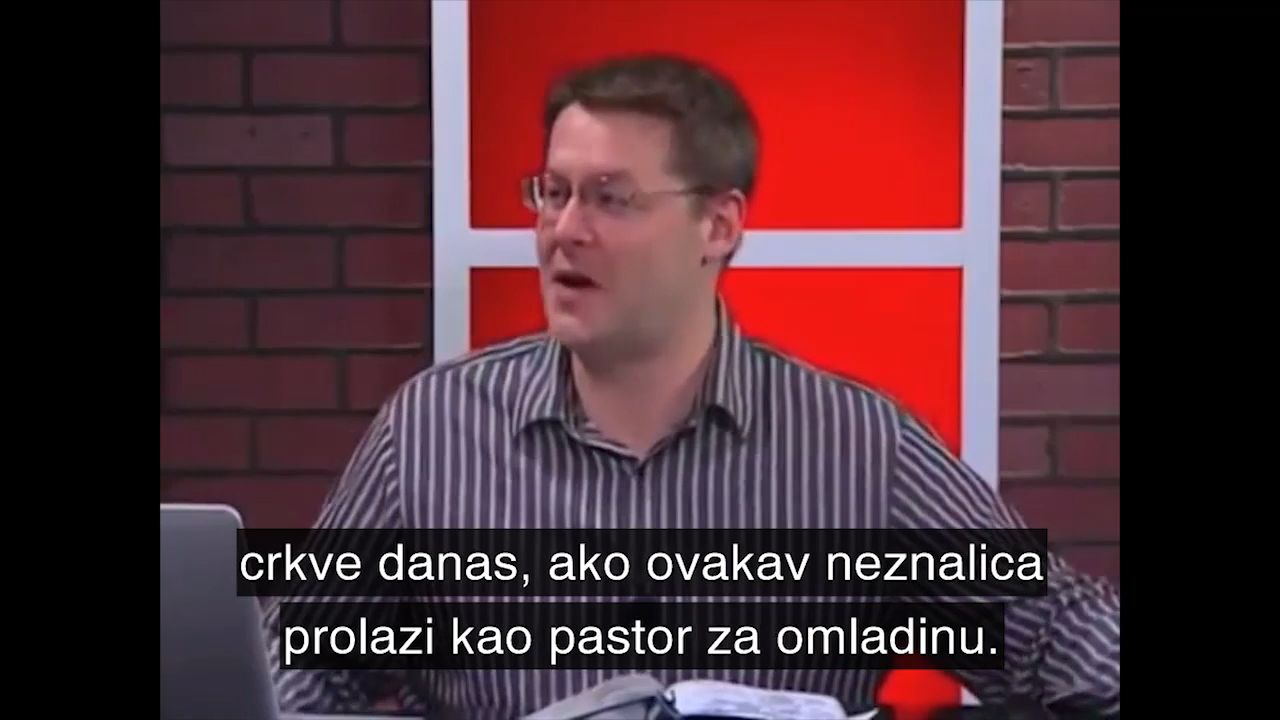 crkve danas, ako ovakav neznalica
prolazi kao pastor za omladinu.